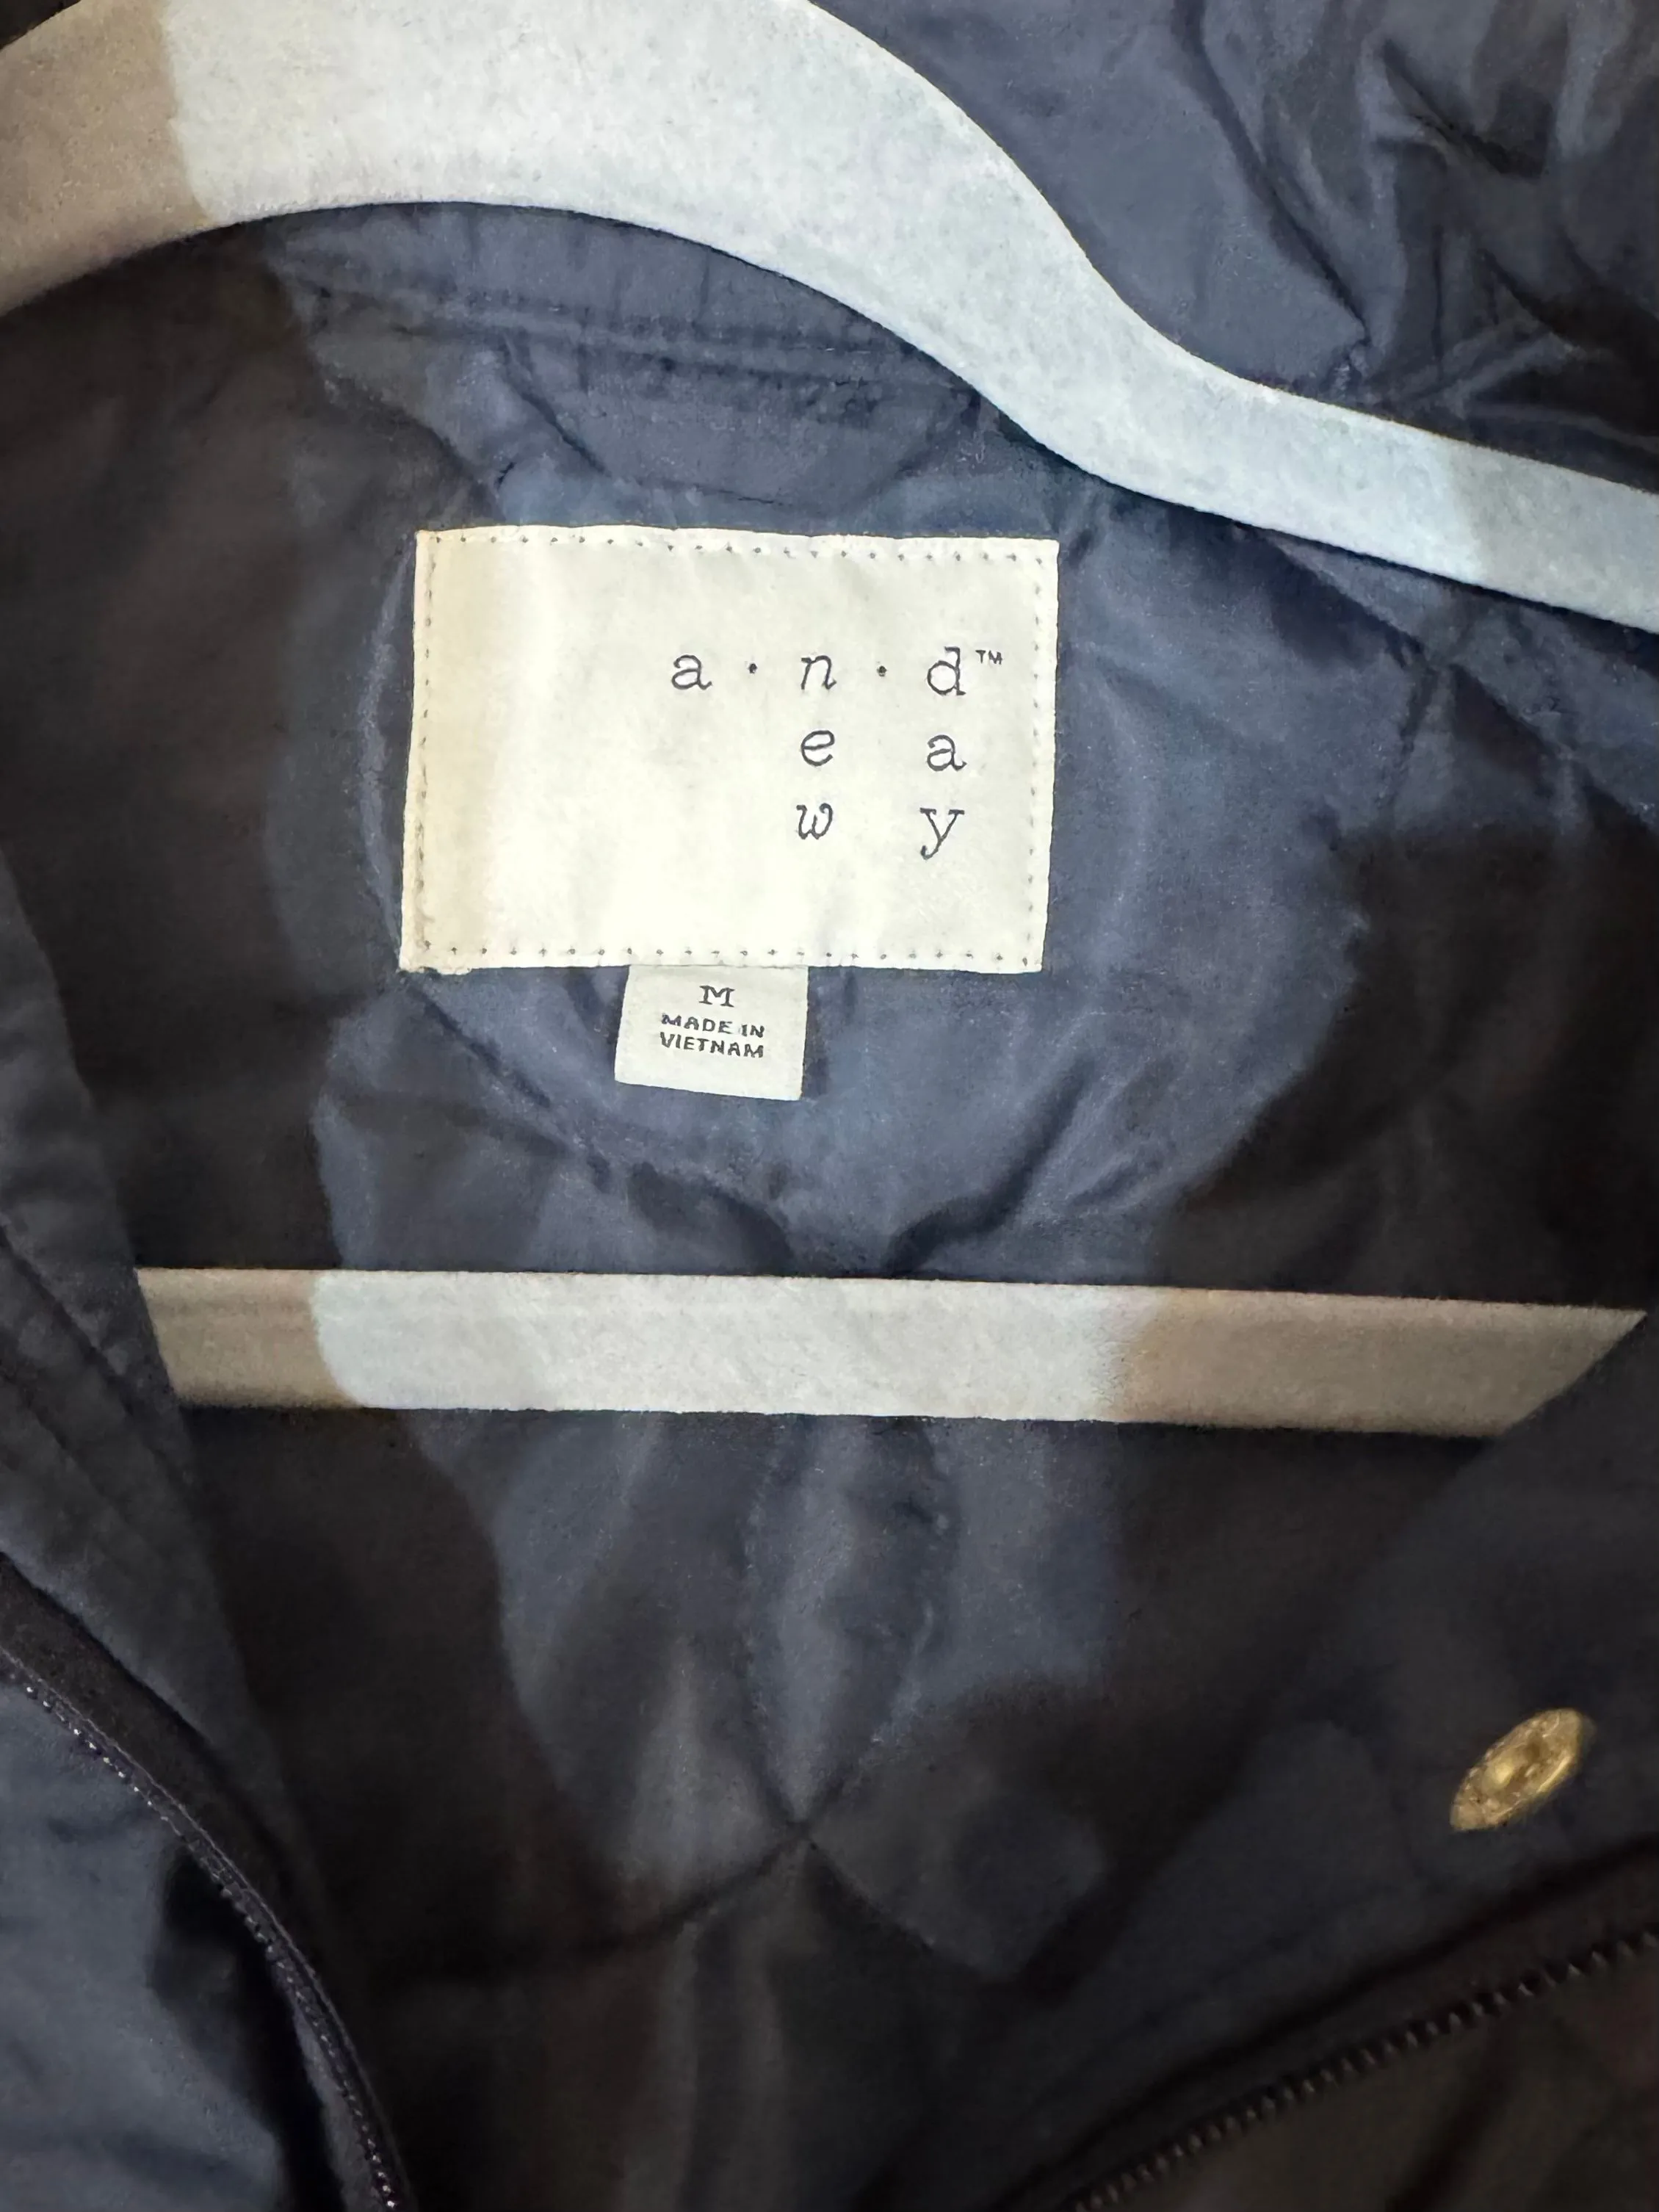 a · n · d™
e a
w y
M
MADE IN
VIETNAM